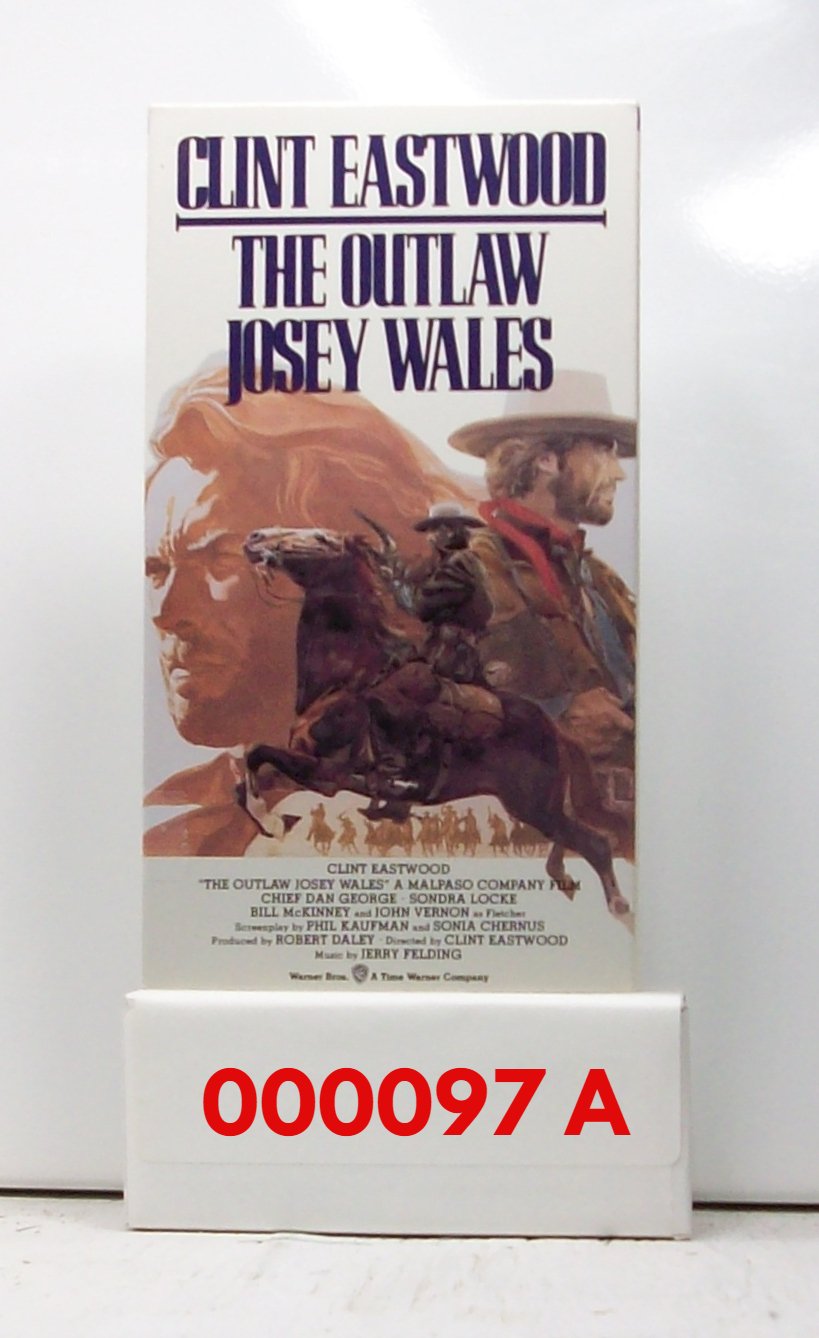 CLINT EASTWOOD
THE OUTLAW
JOSEY WALES
CLINT EASTWOOD
"THE OUTLAW JOSEY WALES" A MALPASO COMPANY FILM
CHIEF DAN GEORGE · SONDRA LOCKE
BILL McKINNEY and JOHN VERNON as Fletcher
Screenplay by PHIL KAUFMAN and SONIA CHERNUS
Produced by ROBERT DALEY · Directed by CLINT EASTWOOD
Music by JERRY FELDING
Warner Bros. WB A Time Warner Company
000097 A